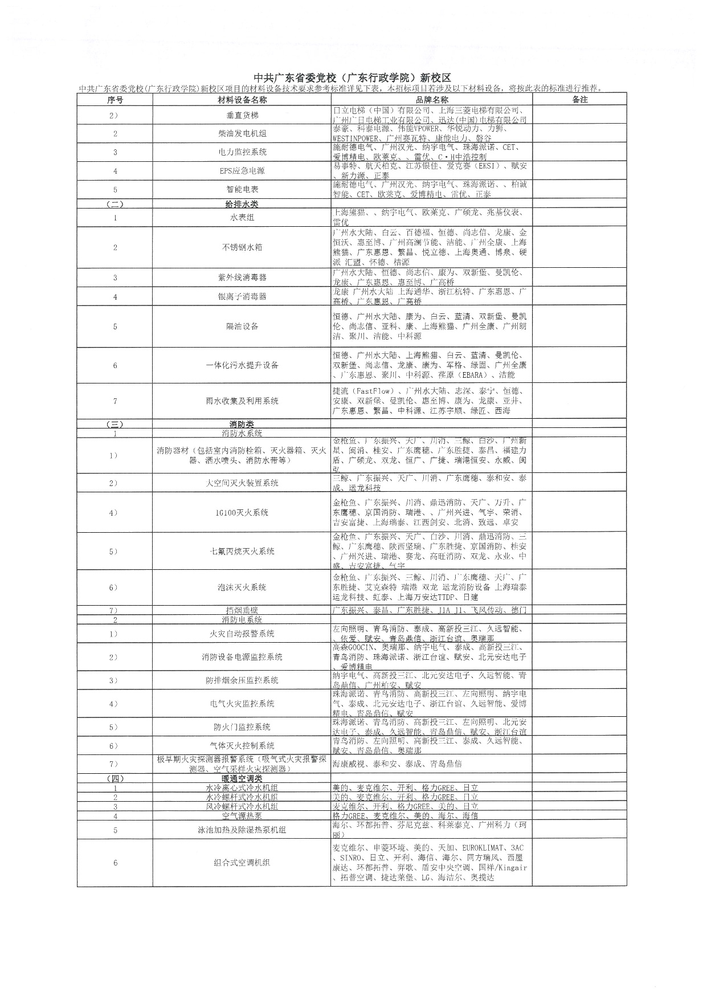 中共广东省委党校（广东行政学院）新校区
中共广东省委党校(广东行政学院)新校区项目的材料设备技术要求参考标准详见下表，本招标项目若涉及以下材料设备，将按此表的标准进行推荐。
序号 材料设备名称 品牌名称 备注
2） 垂直货梯 日立电梯（中国）有限公司、上海三菱电梯有限公司、
广州广日电梯工业有限公司、迅达(中国)电梯有限公司
2 柴油发电机组 泰豪、科泰电源、伟能VPOWER、华锐动力、力狮、
WESTINPOWER、广州赛瓦特、康能电力、磐谷
3 电力监控系统 施耐德电气、广州汉光、纳宇电气、珠海派诺、CET、
爱博精电、欧莱克、、雷优、C·H中浩控制
4 EPS应急电源 易事特、航天柏克、江苏银佳、爱克赛（EKSI）、赋安
、新力源、正泰
5 智能电表 施耐德电气、广州汉光、纳宇电气、珠海派诺、、柏诚
智能、CET、欧莱克、爱博精电、雷优、正泰
（二） 给排水类
1 水表组 上海熊猫、、纳宇电气、欧莱克、广硕龙、兆基仪表、
雷优
2 不锈钢水箱 广州水大陆、白云、百德福、恒德、尚志信、龙康、金
恒沃、惠至博、广州高澜节能、洁能、广州全康、上海
熊猫、广东惠恩、繁昌、悦立德、上海奥通、博泉、硬
派 汇盟、怀德、桔源
3 紫外线消毒器 广州水大陆、恒德、尚志信、康为、双新堡、曼凯伦、
龙康、广东惠恩、惠至博、广高桥
4 银离子消毒器 龙康 广州水大陆 上海通华、浙江杭特、广东惠恩、广
高桥、广东惠恩、广高桥
5 隔油设备 恒德、广州水大陆、康为、白云、蓝清、双新堡、曼凯
伦、尚志信、亚科、康、上海熊猫、广州全康、广州朗
洁、聚川、洁能、中科源
6 一体化污水提升设备 恒德、广州水大陆、上海熊猫、白云、蓝清、曼凯伦、
双新堡、尚志信、龙康、康为、军格、绿固、广州全康
、广东惠恩、聚川、中科源、荏原（EBARA）、洁能
7 雨水收集及利用系统 捷流（FastFlow）、广州水大陆、志深、泰宁、恒德、
安康、双新堡、曼凯伦、惠至博、康为、龙康、亚井、
广东惠恩、繁昌、中科源、江苏宇顺、绿匠、西海
（三） 消防类
1 消防水系统
1） 消防器材（包括室内消防栓箱、灭火器箱、灭火
器、洒水喷头、消防水带等） 金枪鱼、广东振兴、天广、川消、三鲸、白沙、广州新
星、闽消、桂安、广东鹰穗、广东胜捷、泰昌、福建力
盾、广硕龙、双龙、恒广、广捷、瑞港恒安、永威、闽
弘
2） 大空间灭火装置系统 三鲸、广东振兴、天广、川消、广东鹰穗、泰和安、泰
成、运龙科技
4） IG100灭火系统 金枪鱼、广东振兴、川消、鼎迅消防、天广、万升、广
东鹰穗、京国消防、瑞港、、广州兴进、气宇、荣消、
吉安富捷、上海瑞泰、江西剑安、北消、致远、卓安
5） 七氟丙烷灭火系统 金枪鱼、广东振兴、天广、白沙、川消、鼎迅消防、三
鲸、广东鹰穗、陕西坚瑞、广东胜捷、京国消防、桂安
、广州兴进、瑞港、赛龙、高旺消防、双龙、永业、中
盛、吉安富捷、气宇
6） 泡沫灭火系统 金枪鱼、广东振兴、三鲸、川消、广东鹰穗、天广、广
东胜捷、艾克森特 瑞港 双龙 运龙消防设备 上海瑞泰
运龙科技、虹泰、上海万安达TTDP、日建
7） 挡烟垂壁 广东振兴、泰昌、广东胜捷、JIA JI、飞风传动、德门
2 消防电系统
1） 火灾自动报警系统 左向照明、青鸟消防、泰成、高新投三江、久远智能、
、依爱、赋安、青岛鼎信、浙江台谊、奥瑞那
2） 消防设备电源监控系统 高森GOOCIN、奥瑞那、纳宇电气、泰成、高新投三江、
青鸟消防、珠海派诺、浙江台谊、赋安、北元安达电子
、爱博精电
3） 防排烟余压监控系统 纳宇电气、高新投三江、北元安达电子、久远智能、青
岛鼎信、广州柏安、赋安
4） 电气火灾监控系统 珠海派诺、青鸟消防、高新投三江、左向照明、纳宇电
气、泰成、北元安达电子、浙江台谊、久远智能、爱博
精电、青岛鼎信、赋安
5） 防火门监控系统 珠海派诺、青鸟消防、高新投三江、左向照明、北元安
达电子、泰成、久远智能、青岛鼎信、赋安、浙江台谊
6） 气体灭火控制系统 青鸟消防、左向照明、高新投三江、泰成、久远智能、
赋安、青岛鼎信、奥瑞那
7） 极早期火灾探测器报警系统（吸气式火灾报警探
测器、空气采样火灾探测器） 海康威视、泰和安、泰成、青岛鼎信
（四） 暖通空调类
1 水冷离心式冷水机组 美的、麦克维尔、开利、格力GREE、日立
2 水冷螺杆式冷水机组 美的、麦克维尔、开利、格力GREE、日立
3 风冷螺杆式冷水机组 麦克维尔、开利、格力GREE、美的、日立
4 空气源热泵 格力GREE、麦克维尔、美的、海尔、海信
5 泳池加热及除湿热泵机组 海尔、环都拓普、芬尼克兹、科莱泰克、广州科力（珂
丽）
6 组合式空调机组 麦克维尔、申菱环境、美的、天加、EUROKLIMAT、3AC
、SINRO、日立、开利、海信、海尔、同方瑞风、西屋
康达、环都拓普、羿歌、盾安中央空调、国祥/Kingair
、拓普空调、捷达莱堡、LG、海洁尔、奥揽达